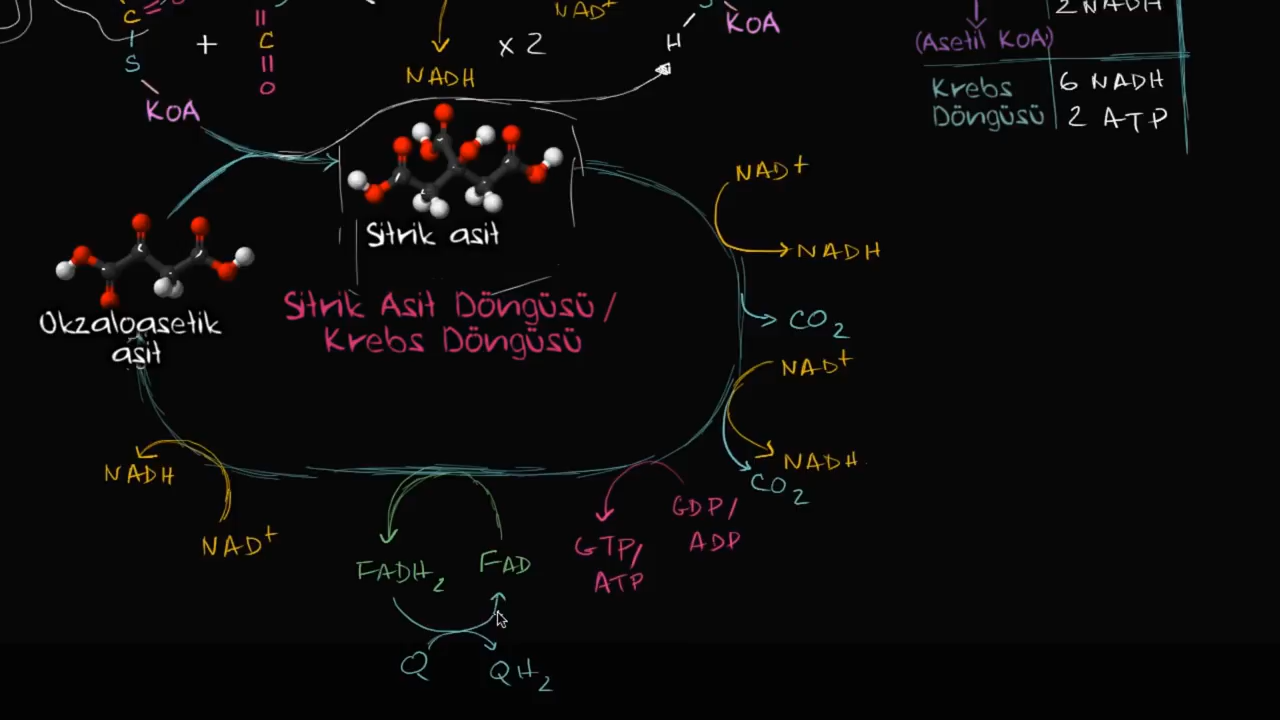 C
O
+
C
O
S
KOA
NADH
x 2
NAD+
H
S
KOA
(Asetil KOA)
2 NADH
Krebs
Döngüsü
6 NADH
2 ATP
Sitrik asit
Okzaloasetik
asit
Sitrik Asit Döngüsü/
Krebs Döngüsü
NAD+
NADH
CO2
NAD+
NADH
CO2
GDP/
ADP
GTP/
ATP
FAD
FADH2
Q
QH2
NAD+
NADH